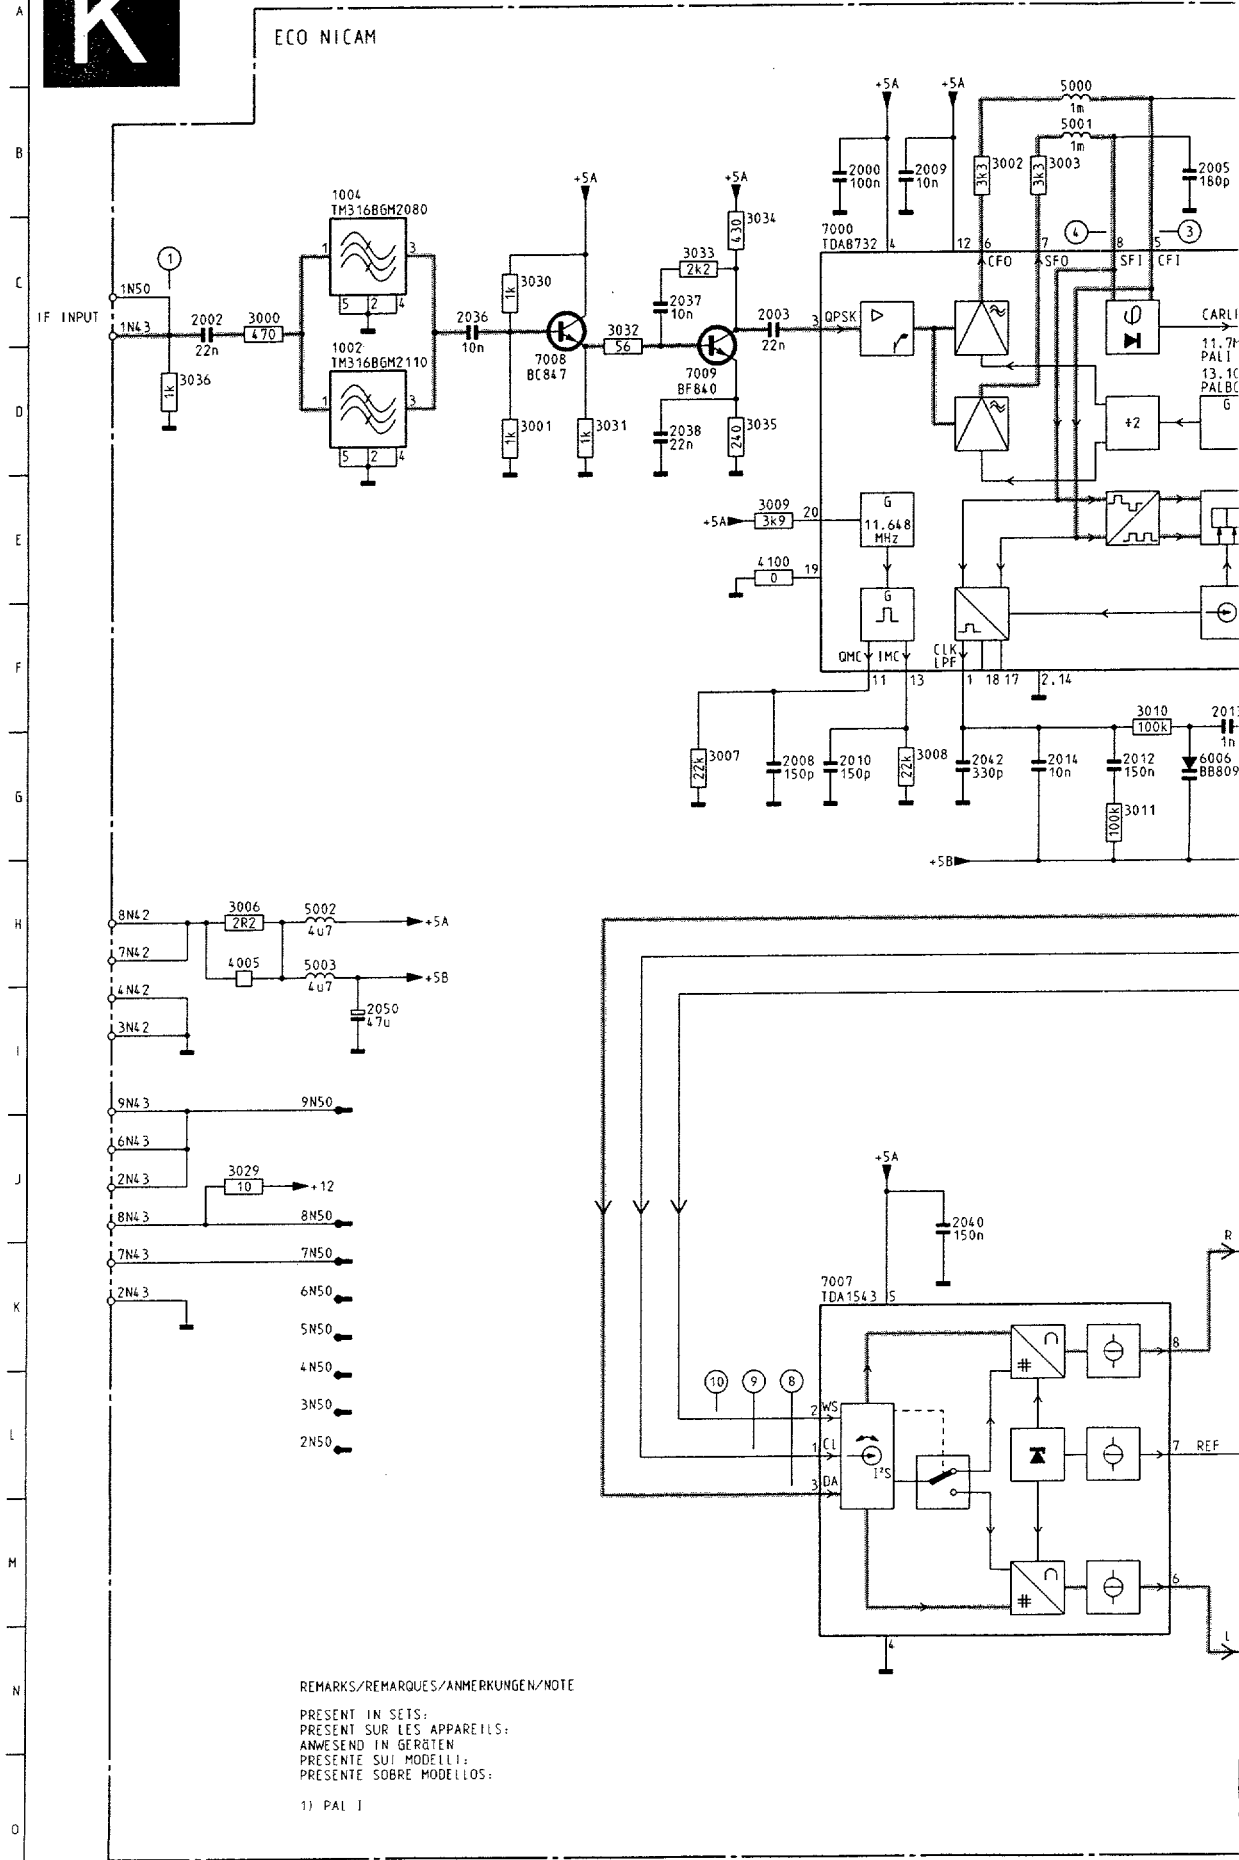 A
K
ECO NICAM
B
C
D
E
F
G
H
I
J
K
L
M
N
O
+5A
+5A
5000
1m
5001
1m
3002
3k3
3003
3k3
2000
100n
2009
10n
2005
180p
1004
TM316BGM2080
1
3
5 2 4
1002
TM316BGM2110
1
3
5 2 4
+5A
+5A
3034
430
3033
2k2
3030
1k
2037
10n
7000
TDA8732
4
12
6
7
8
5
4
3
CFO
SFO
SFI
CFI
1
1N50
IF INPUT
1N43
2002
22n
3000
470
3036
1k
2036
10n
7008
BC847
3032
56
7009
BF840
2003
22n
3
QPSK
CARLI
11.7M
PALI
13.10
PALBG
G
÷2
3001
1k
3031
1k
2038
22n
3035
240
+5A
3009
3k9
20
G
11.648
MHz
4100
0
19
G
QMC
IMC
CLK
LPF
11
13
1
18
17
2.14
3007
22k
2008
150p
2010
150p
3008
22k
2042
330p
2014
10n
2012
150n
3010
100k
2013
1n
6006
BB809
3011
100k
+5B
8N42
7N42
3006
2R2
5002
4u7
+5A
4005
5003
4u7
+5B
4N42
3N42
2050
47u
9N43
9N50
6N43
2N43
3029
10
+12
8N43
8N50
7N43
7N50
2N43
6N50
5N50
4N50
3N50
2N50
+5A
2040
150n
R
7007
TDA1543
5
8
10
9
8
2
WS
1
CL
3
DA
I²S
#
7
REF
#
6
L
4
REMARKS/REMARQUES/ANMERKUNGEN/NOTE
PRESENT IN SETS:
PRESENT SUR LES APPAREILS:
ANWESEND IN GERÄTEN
PRESENTE SUI MODELLI:
PRESENTE SOBRE MODELLOS:
1) PAL I